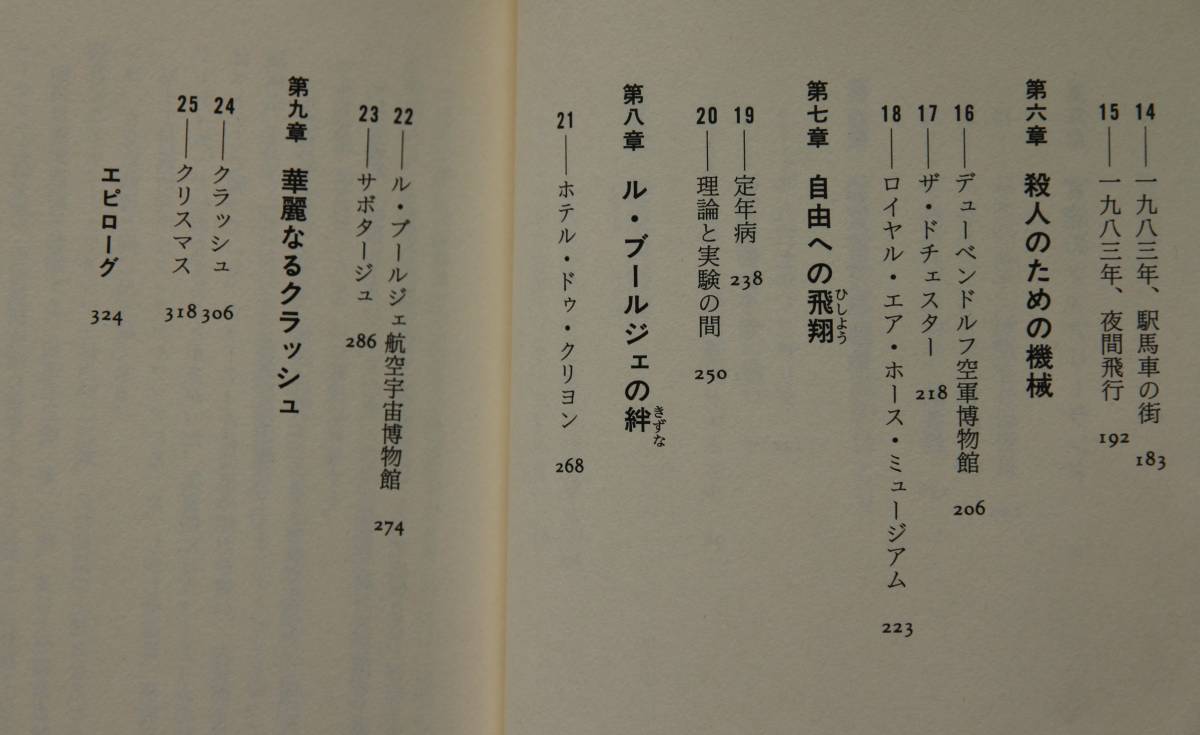 14──一九八三年、駅馬車の街 183
15──一九八三年、夜間飛行 192
第六章 殺人のための機械
16──デューベンドルフ空軍博物館 206
17──ザ・ドチェスター 218
18──ロイヤル・エア・ホース・ミュージアム 223
第七章 自由への飛翔
ひしよう
19──定年病 238
20──理論と実験の間 250
第八章 ル・ブールジェの絆
きずな
21──ホテル・ドゥ・クリヨン 268
22──ル・ブールジェ航空宇宙博物館 274
23──サボタージュ 286
第九章 華麗なるクラッシュ
24──クラッシュ 306
25──クリスマス 318
エピローグ 324